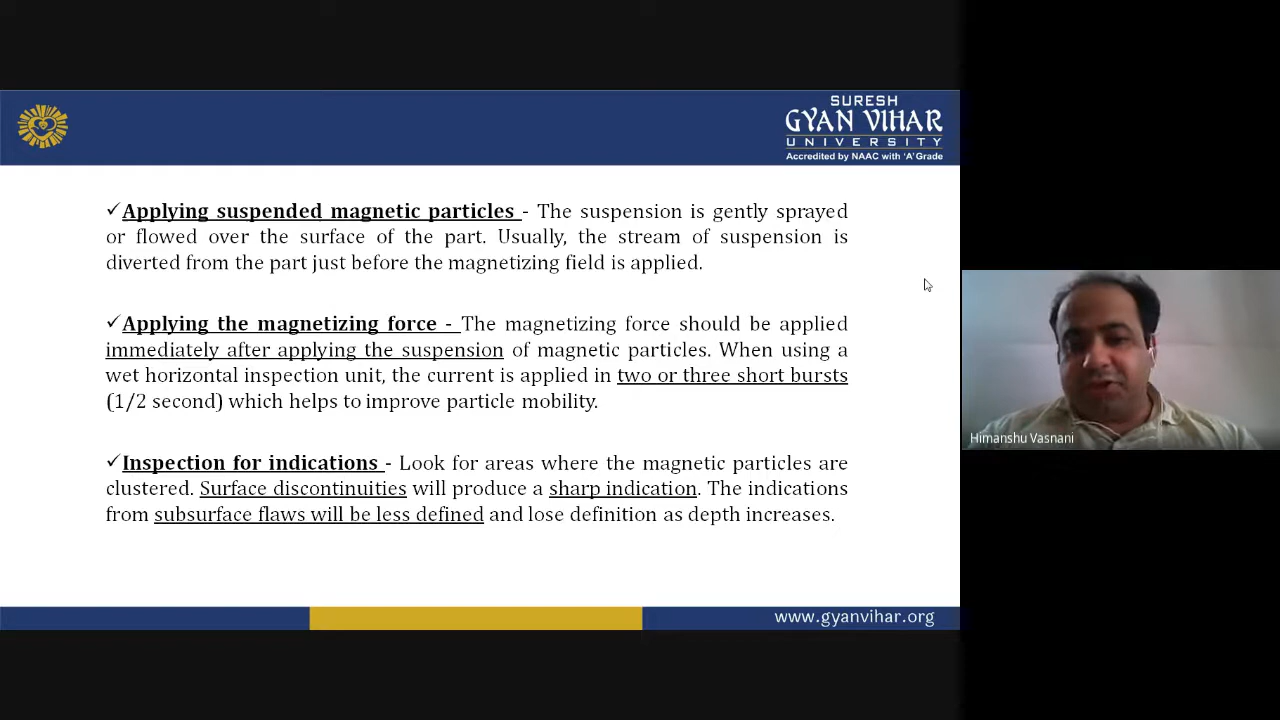 SURESH
GYAN VIHAR
UNIVERSITY
Accredited by NAAC with 'A' Grade
✓Applying suspended magnetic particles - The suspension is gently sprayed
or flowed over the surface of the part. Usually, the stream of suspension is
diverted from the part just before the magnetizing field is applied.
✓Applying the magnetizing force - The magnetizing force should be applied
immediately after applying the suspension of magnetic particles. When using a
wet horizontal inspection unit, the current is applied in two or three short bursts
(1/2 second) which helps to improve particle mobility.
✓Inspection for indications - Look for areas where the magnetic particles are
clustered. Surface discontinuities will produce a sharp indication. The indications
from subsurface flaws will be less defined and lose definition as depth increases.
www.gyanvihar.org
Himanshu Vasnani